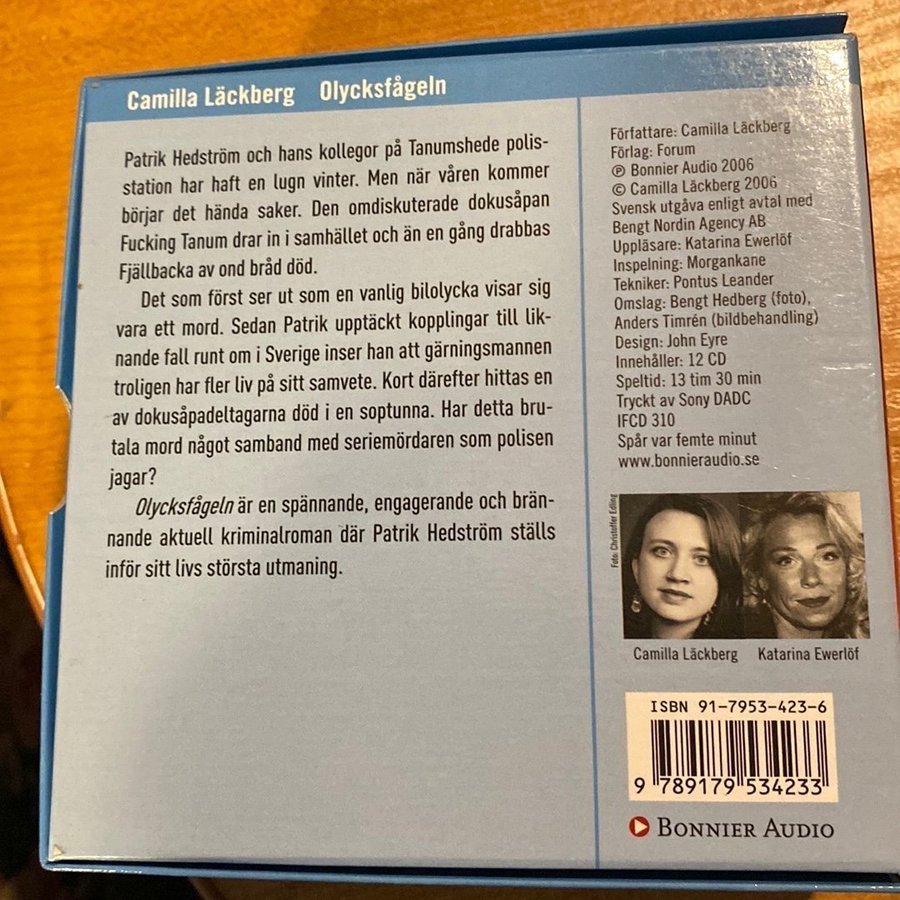 Camilla Läckberg Olycksfågeln
Patrik Hedström och hans kollegor på Tanumshede polis-
station har haft en lugn vinter. Men när våren kommer
börjar det hända saker. Den omdiskuterade dokusåpan
Fucking Tanum drar in i samhället och än en gång drabbas
Fjällbacka av ond bråd död.
Det som först ser ut som en vanlig bilolycka visar sig
vara ett mord. Sedan Patrik upptäckt kopplingar till lik-
nande fall runt om i Sverige inser han att gärningsmannen
troligen har fler liv på sitt samvete. Kort därefter hittas en
av dokusåpadeltagarna död i en soptunna. Har detta bru-
tala mord något samband med seriemördaren som polisen
jagar?
Olycksfågeln är en spännande, engagerande och brän-
nande aktuell kriminalroman där Patrik Hedström ställs
inför sitt livs största utmaning.
Författare: Camilla Läckberg
Förlag: Forum
℗ Bonnier Audio 2006
© Camilla Läckberg 2006
Svensk utgåva enligt avtal med
Bengt Nordin Agency AB
Uppläsare: Katarina Ewerlöf
Inspelning: Morgankane
Tekniker: Pontus Leander
Omslag: Bengt Hedberg (foto),
Anders Timrén (bildbehandling)
Design: John Eyre
Innehåller: 12 CD
Speltid: 13 tim 30 min
Tryckt av Sony DADC
IFCD 310
Spår var femte minut
www.bonnieraudio.se
Foto: Christoffer Edling
Camilla Läckberg Katarina Ewerlöf
ISBN 91-7953-423-6
9 789179 534233
BONNIER AUDIO